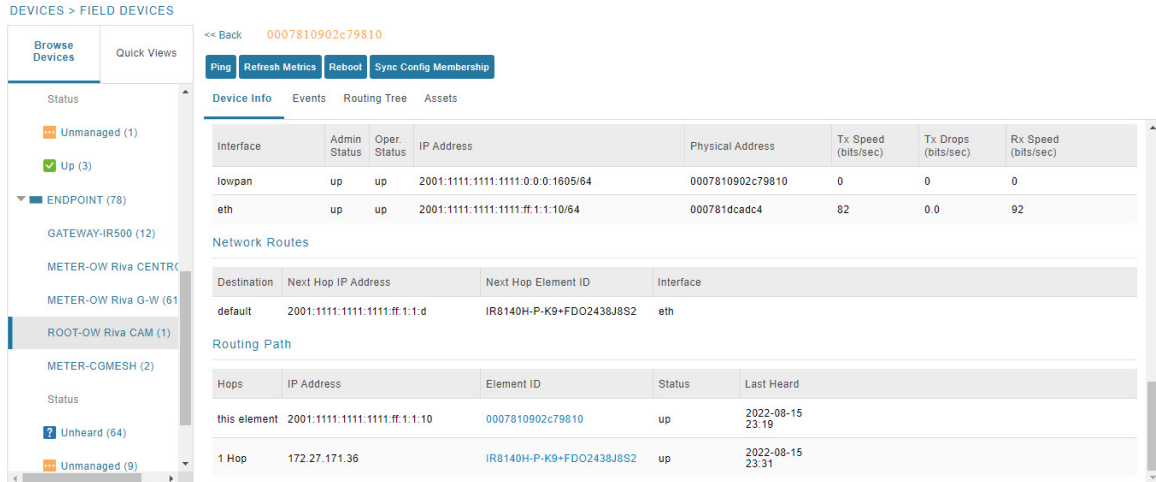 DEVICES > FIELD DEVICES
Browse Devices
Quick Views
Status
Unmanaged (1)
Up (3)
ENDPOINT (78)
GATEWAY-IR500 (12)
METER-OW Riva CENTRO
METER-OW Riva G-W (61
ROOT-OW Riva CAM (1)
METER-CGMESH (2)
Status
Unheard (64)
Unmanaged (9)
<< Back 0007810902c79810
Ping Refresh Metrics Reboot Sync Config Membership
Device Info Events Routing Tree Assets
Interface Admin Status Oper. Status IP Address Physical Address Tx Speed (bits/sec) Tx Drops (bits/sec) Rx Speed (bits/sec)
lowpan up up 2001:1111:1111:1111:0:0:0:1605/64 0007810902c79810 0 0 0
eth up up 2001:1111:1111:1111:ff:1:1:10/64 000781dcadc4 82 0.0 92
Network Routes
Destination Next Hop IP Address Next Hop Element ID Interface
default 2001:1111:1111:1111:ff:1:1:d IR8140H-P-K9+FDO2438J8S2 eth
Routing Path
Hops IP Address Element ID Status Last Heard
this element 2001:1111:1111:1111:ff:1:1:10 0007810902c79810 up 2022-08-15 23:19
1 Hop 172.27.171.36 IR8140H-P-K9+FDO2438J8S2 up 2022-08-15 23:31